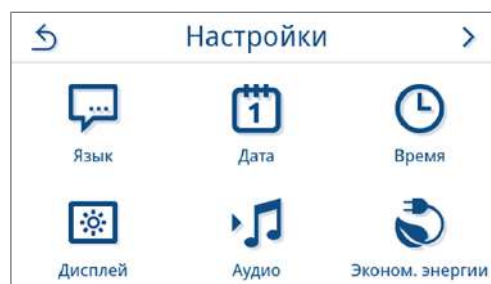 Настройки
1
Язык
Дата
Время
Дисплей
Аудио
Эконом. энергии